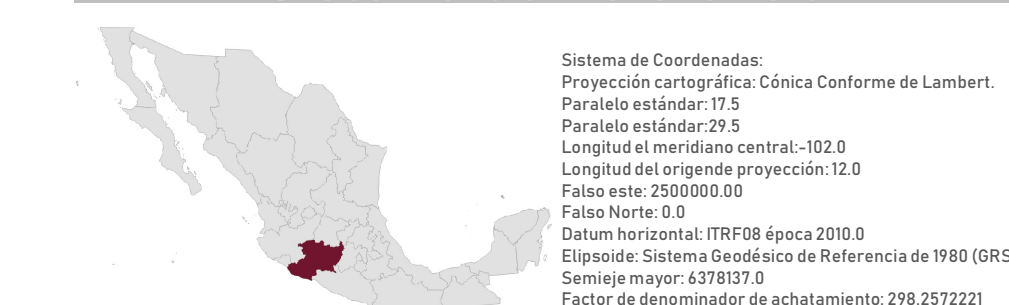 Sistema de Coordenadas:
Proyección cartográfica: Cónica Conforme de Lambert.
Paralelo estándar: 17.5
Paralelo estándar:29.5
Longitud el meridiano central:-102.0
Longitud del origende proyección: 12.0
Falso este: 2500000.00
Falso Norte: 0.0
Datum horizontal: ITRF08 época 2010.0
Elipsoide: Sistema Geodésico de Referencia de 1980 (GRS
Semieje mayor: 6378137.0
Factor de denominador de achatamiento: 298.2572221